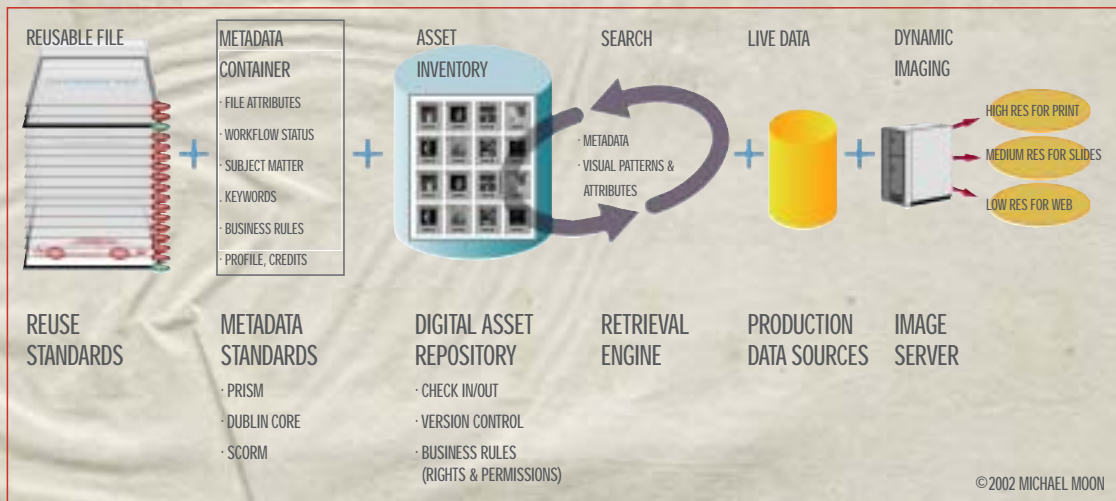 REUSABLE FILE
METADATA
CONTAINER
· FILE ATTRIBUTES
· WORKFLOW STATUS
· SUBJECT MATTER
. KEYWORDS
· BUSINESS RULES
· PROFILE, CREDITS
ASSET
INVENTORY
SEARCH
· METADATA
· VISUAL PATTERNS &
ATTRIBUTES
LIVE DATA
DYNAMIC
IMAGING
HIGH RES FOR PRINT
MEDIUM RES FOR SLIDES
LOW RES FOR WEB
REUSE
STANDARDS
METADATA
STANDARDS
· PRISM
· DUBLIN CORE
· SCORM
DIGITAL ASSET
REPOSITORY
· CHECK IN/OUT
· VERSION CONTROL
· BUSINESS RULES
(RIGHTS & PERMISSIONS)
RETRIEVAL
ENGINE
PRODUCTION
DATA SOURCES
IMAGE
SERVER
©2002 MICHAEL MOON